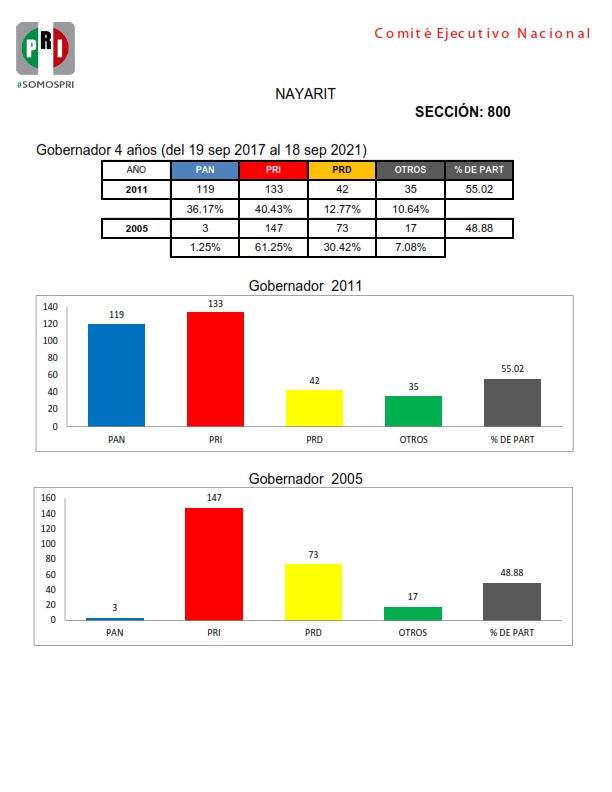 Comité Ejecutivo Nacional
PRI
#SOMOSPRI
NAYARIT
SECCIÓN: 800
Gobernador 4 años (del 19 sep 2017 al 18 sep 2021)
AÑO PAN PRI PRD OTROS % DE PART
2011 119 133 42 35 55.02
36.17% 40.43% 12.77% 10.64%
2005 3 147 73 17 48.88
1.25% 61.25% 30.42% 7.08%
Gobernador 2011
140
120
100
80
60
40
20
0
119 133 42 35 55.02
PAN PRI PRD OTROS % DE PART
Gobernador 2005
160
140
120
100
80
60
40
20
0
3 147 73 17 48.88
PAN PRI PRD OTROS % DE PART